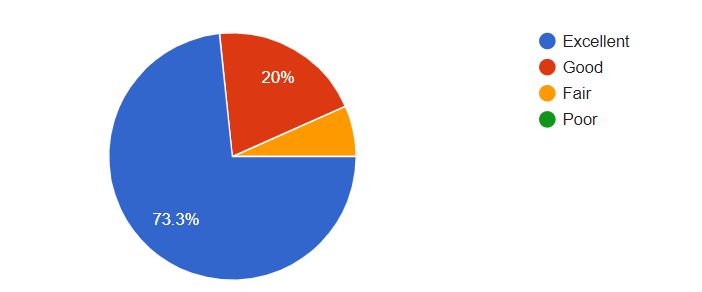 20%
73.3%
Excellent
Good
Fair
Poor